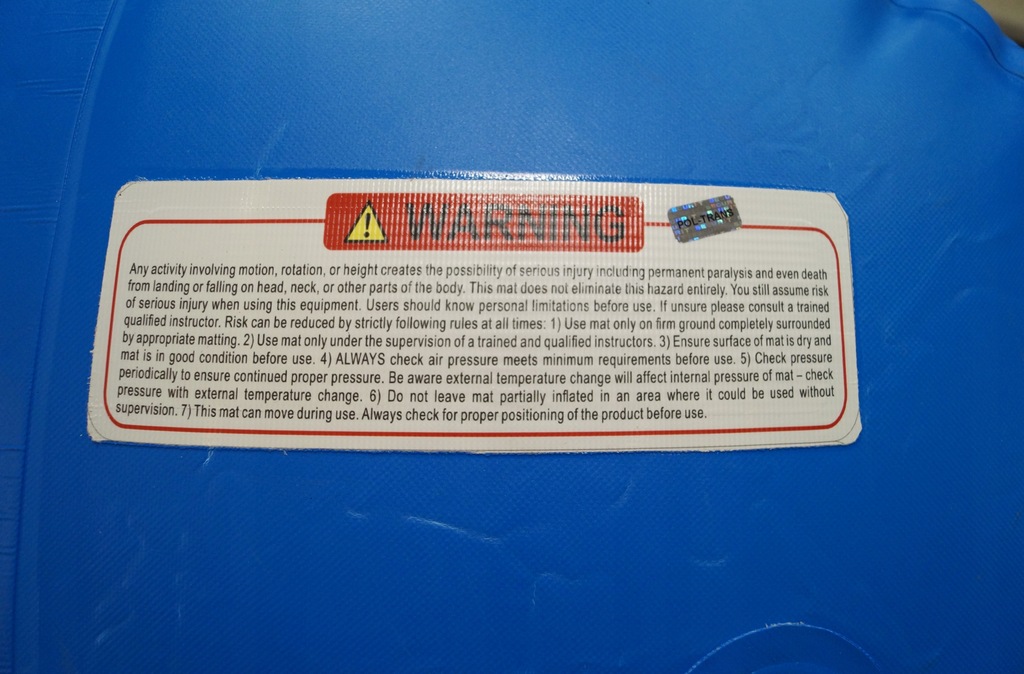 WARNING
POL-TRANS
Any activity involving motion, rotation, or height creates the possibility of serious injury including permanent paralysis and even death
from landing or falling on head, neck, or other parts of the body. This mat does not eliminate this hazard entirely. You still assume risk
of serious injury when using this equipment. Users should know personal limitations before use. If unsure please consult a trained
qualified instructor. Risk can be reduced by strictly following rules at all times: 1) Use mat only on firm ground completely surrounded
by appropriate matting. 2) Use mat only under the supervision of a trained and qualified instructors. 3) Ensure surface of mat is dry and
mat is in good condition before use. 4) ALWAYS check air pressure meets minimum requirements before use. 5) Check pressure
periodically to ensure continued proper pressure. Be aware external temperature change will affect internal pressure of mat – check
pressure with external temperature change. 6) Do not leave mat partially inflated in an area where it could be used without
supervision. 7) This mat can move during use. Always check for proper positioning of the product before use.